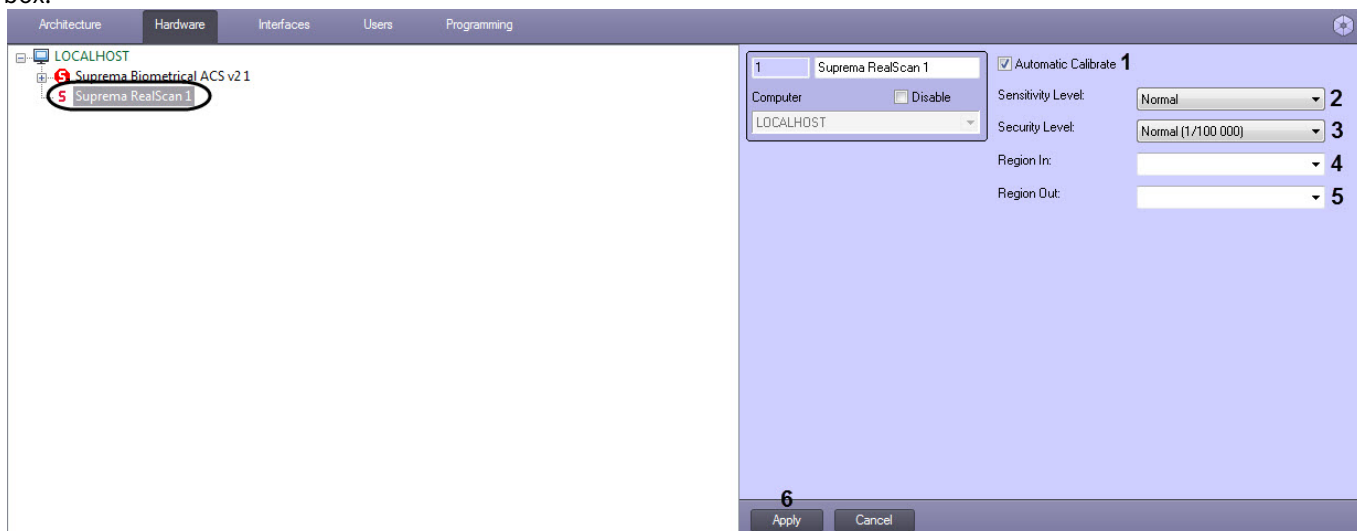 box.
Architecture Hardware Interfaces Users Programming
LOCALHOST
Suprema Biometrical ACS v2 1
Suprema RealScan 1
1 Suprema RealScan 1
Computer Disable
LOCALHOST
Automatic Calibrate 1
Sensitivity Level: Normal 2
Security Level: Normal (1/100 000) 3
Region In: 4
Region Out: 5
6
Apply Cancel